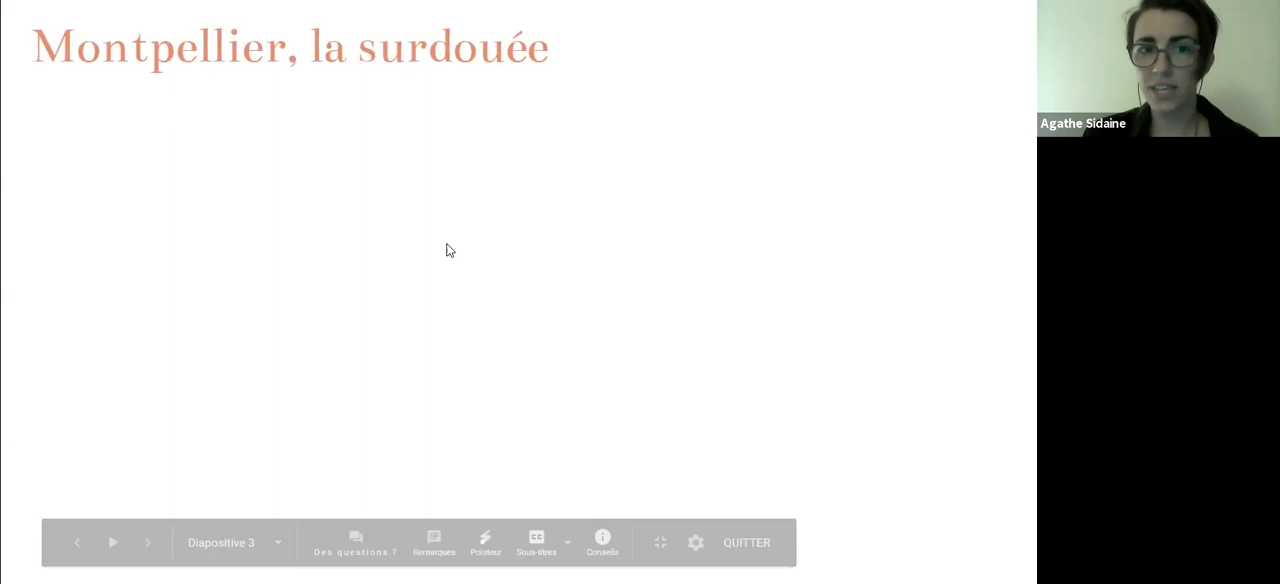 Montpellier, la surdouée
Agathe Sidaine
Diapositive 3
Des questions ?
Remarques
Pointeur
Sous-titres
Conseils
QUITTER